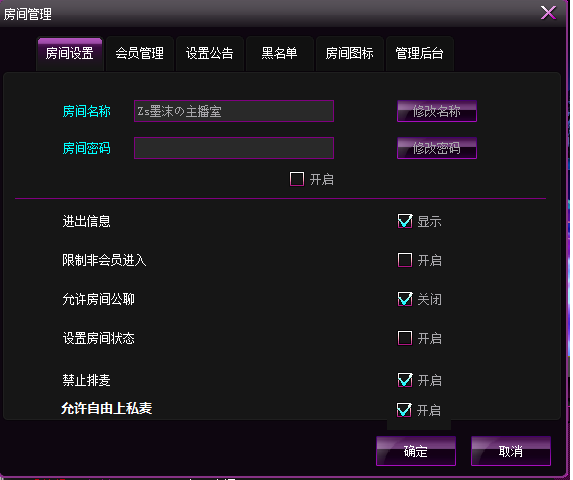 房间管理
房间设置 会员管理 设置公告 黑名单 房间图标 管理后台
房间名称 Zs墨沫の主播室 修改名称
房间密码 修改密码
开启
进出信息 显示
限制非会员进入 开启
允许房间公聊 关闭
设置房间状态 开启
禁止排麦 开启
允许自由上私麦 开启
确定 取消